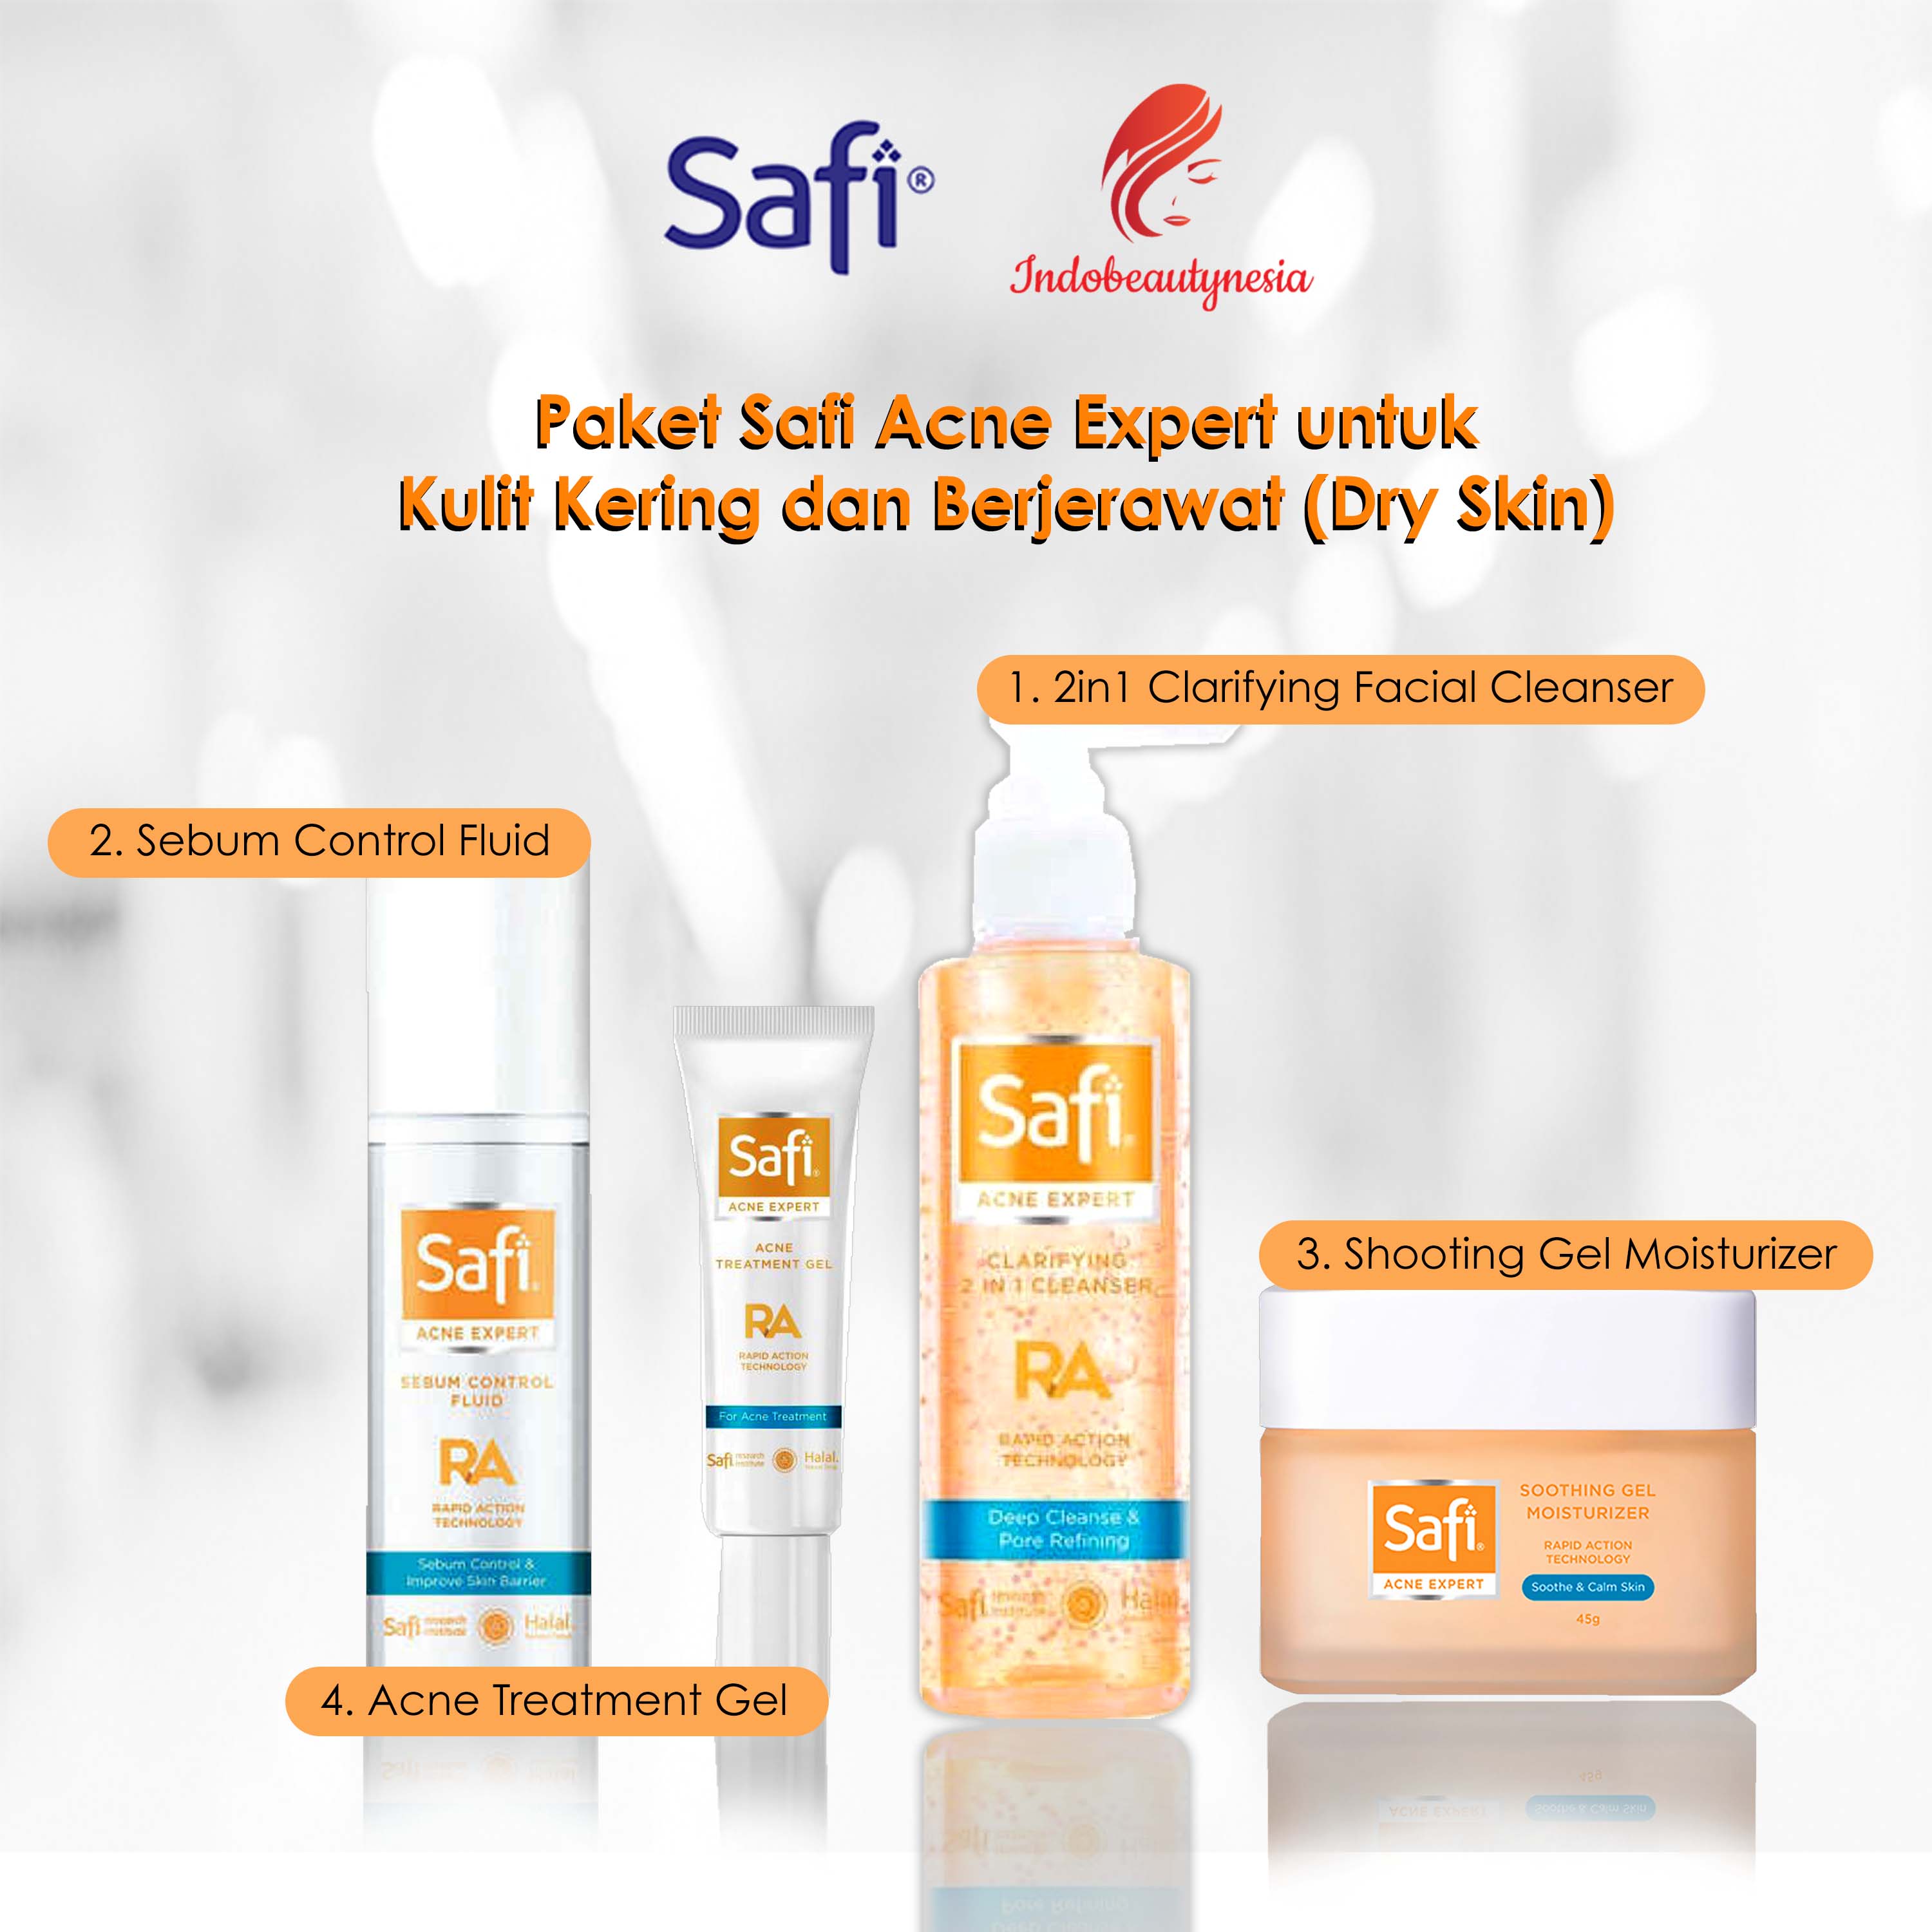 Safi®
Indobeautynesia
Paket Safi Acne Expert untuk
Kulit Kering dan Berjerawat (Dry Skin)
1. 2in1 Clarifying Facial Cleanser
2. Sebum Control Fluid
Safi
ACNE EXPERT
SEBUM CONTROL
FLUID
RA
RAPID ACTION
TECHNOLOGY
Sebum Control &
Improve Skin Barrier
Safi research institute Halal.
Safi®
ACNE EXPERT
ACNE
TREATMENT GEL
RA
RAPID ACTION
TECHNOLOGY
For Acne Treatment
Safi research institute Halal.
Safi
ACNE EXPERT
CLARIFYING
2 IN 1 CLEANSER
RA
RAPID ACTION
TECHNOLOGY
Deep Cleanse &
Pore Refining
Safi Halal
3. Shooting Gel Moisturizer
Safi®
ACNE EXPERT
SOOTHING GEL
MOISTURIZER
RAPID ACTION
TECHNOLOGY
Soothe & Calm Skin
45g
4. Acne Treatment Gel